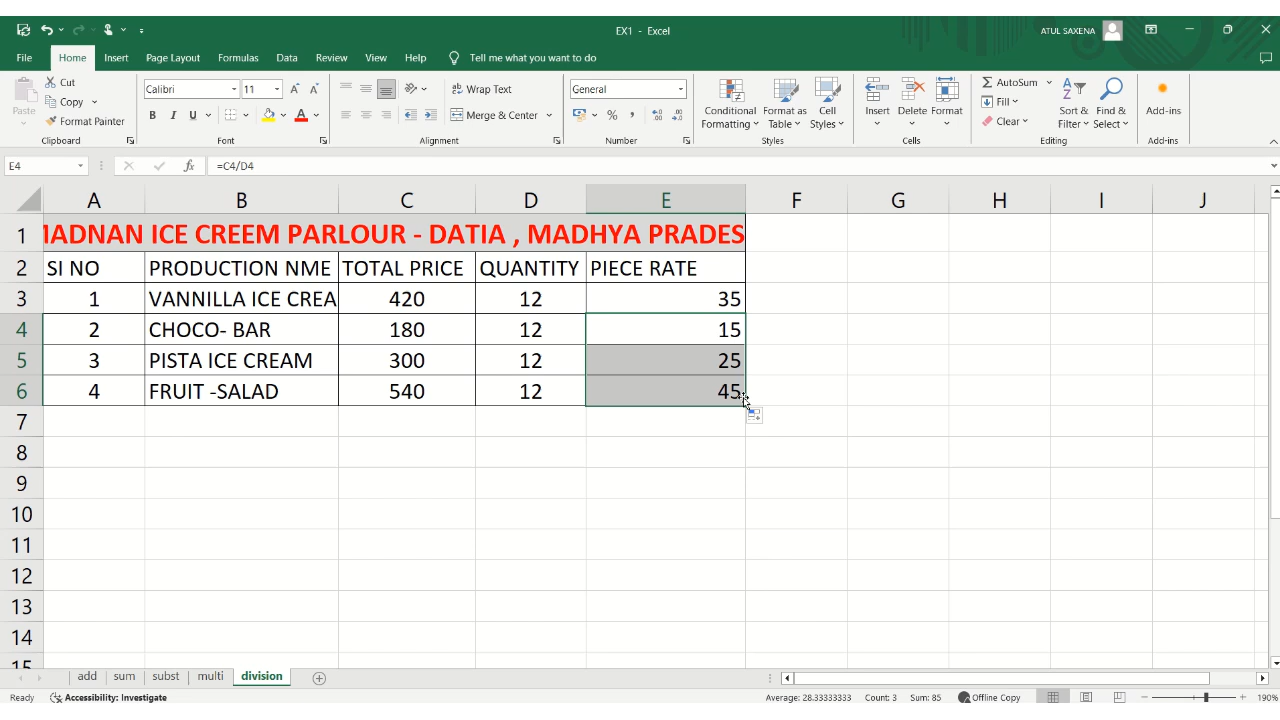 EX1 - Excel
ATUL SAXENA
File Home Insert Page Layout Formulas Data Review View Help Tell me what you want to do
Cut
Copy
Format Painter
Paste
Clipboard
Calibri 11
B I U
Font
Wrap Text
Merge & Center
Alignment
General
Number
Conditional Formatting
Format as Table
Cell Styles
Styles
Insert Delete Format
Cells
AutoSum
Fill
Clear
Sort & Filter
Find & Select
Editing
Add-ins
Add-ins
E4 fx =C4/D4
A B C D E F G H I J
1 MADNAN ICE CREEM PARLOUR - DATIA , MADHYA PRADES
2 SI NO PRODUCTION NME TOTAL PRICE QUANTITY PIECE RATE
3 1 VANNILLA ICE CREA 420 12 35
4 2 CHOCO- BAR 180 12 15
5 3 PISTA ICE CREAM 300 12 25
6 4 FRUIT -SALAD 540 12 45
7
8
9
10
11
12
13
14
15
add sum subst multi division
Ready Accessibility: Investigate Average: 28.33333333 Count: 3 Sum: 85 Offline Copy 190%